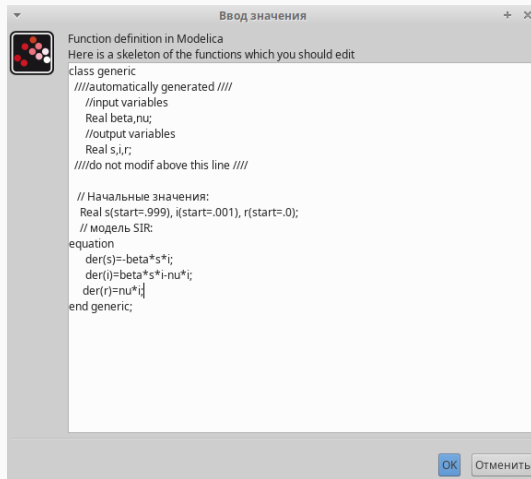 Ввод значения
Function definition in Modelica
Here is a skeleton of the functions which you should edit
class generic
////automatically generated ////
//input variables
Real beta,nu;
//output variables
Real s,i,r;
////do not modif above this line ////
// Начальные значения:
Real s(start=.999), i(start=.001), r(start=.0);
// модель SIR:
equation
der(s)=-beta*s*i;
der(i)=beta*s*i-nu*i;
der(r)=nu*i;
end generic;
OK
Отменить